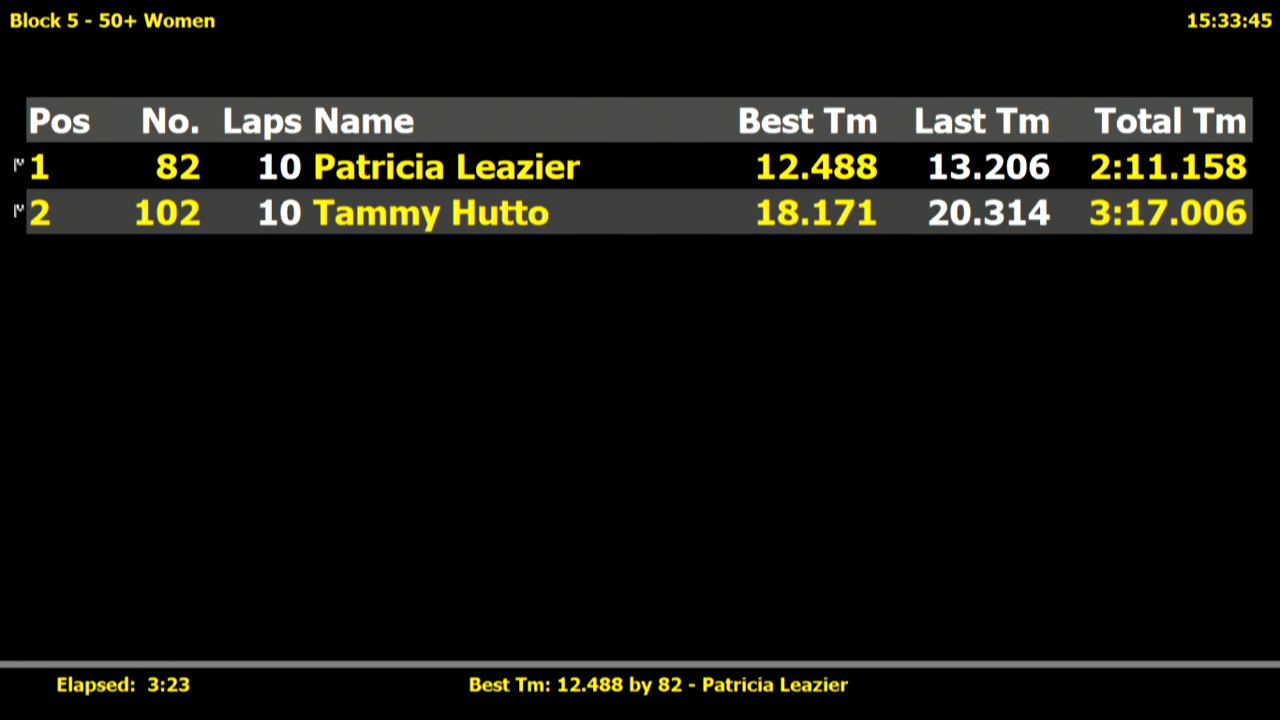 Block 5 - 50+ Women 15:33:45
Pos No. Laps Name Best Tm Last Tm Total Tm
1 82 10 Patricia Leazier 12.488 13.206 2:11.158
2 102 10 Tammy Hutto 18.171 20.314 3:17.006
Elapsed: 3:23 Best Tm: 12.488 by 82 - Patricia Leazier